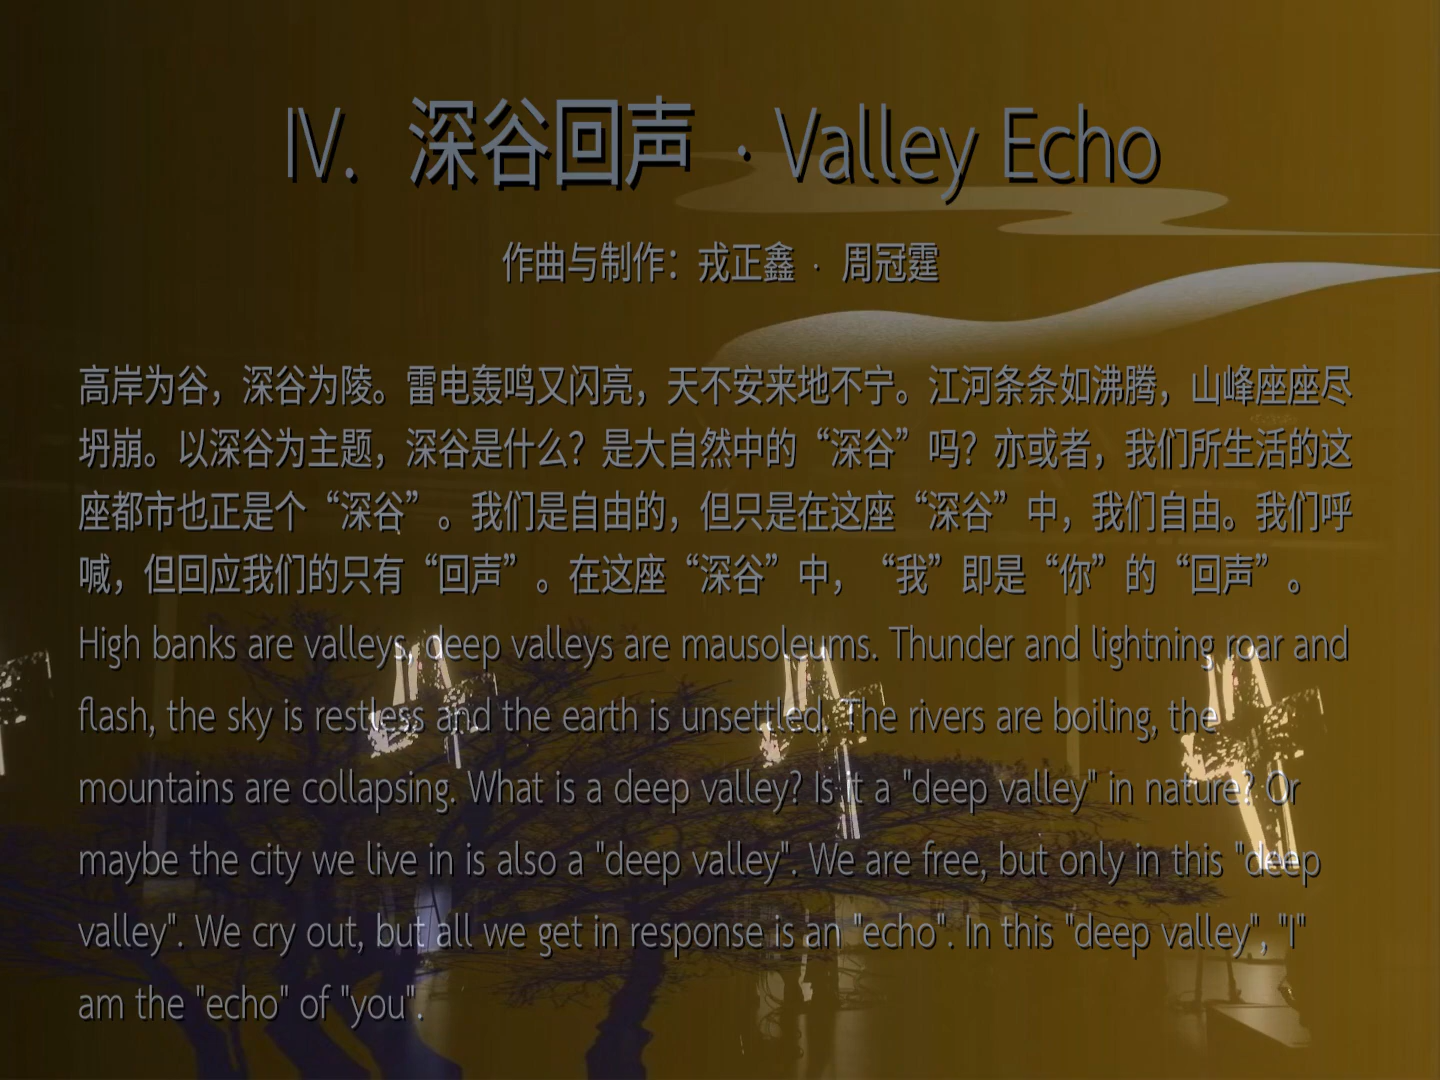 IV. 深谷回声 · Valley Echo
作曲与制作：戎正鑫 · 周冠霆
高岸为谷，深谷为陵。雷电轰鸣又闪亮，天不安来地不宁。江河条条如沸腾，山峰座座尽
坍崩。以深谷为主题，深谷是什么？是大自然中的“深谷”吗？亦或者，我们所生活的这
座都市也正是个“深谷”。我们是自由的，但只是在这座“深谷”中，我们自由。我们呼
喊，但回应我们的只有“回声”。在这座“深谷”中，“我”即是“你”的“回声”。
High banks are valleys, deep valleys are mausoleums. Thunder and lightning roar and
flash, the sky is restless and the earth is unsettled. The rivers are boiling, the
mountains are collapsing. What is a deep valley? Is it a "deep valley" in nature? Or
maybe the city we live in is also a "deep valley". We are free, but only in this "deep
valley". We cry out, but all we get in response is an "echo". In this "deep valley", "I"
am the "echo" of "you".